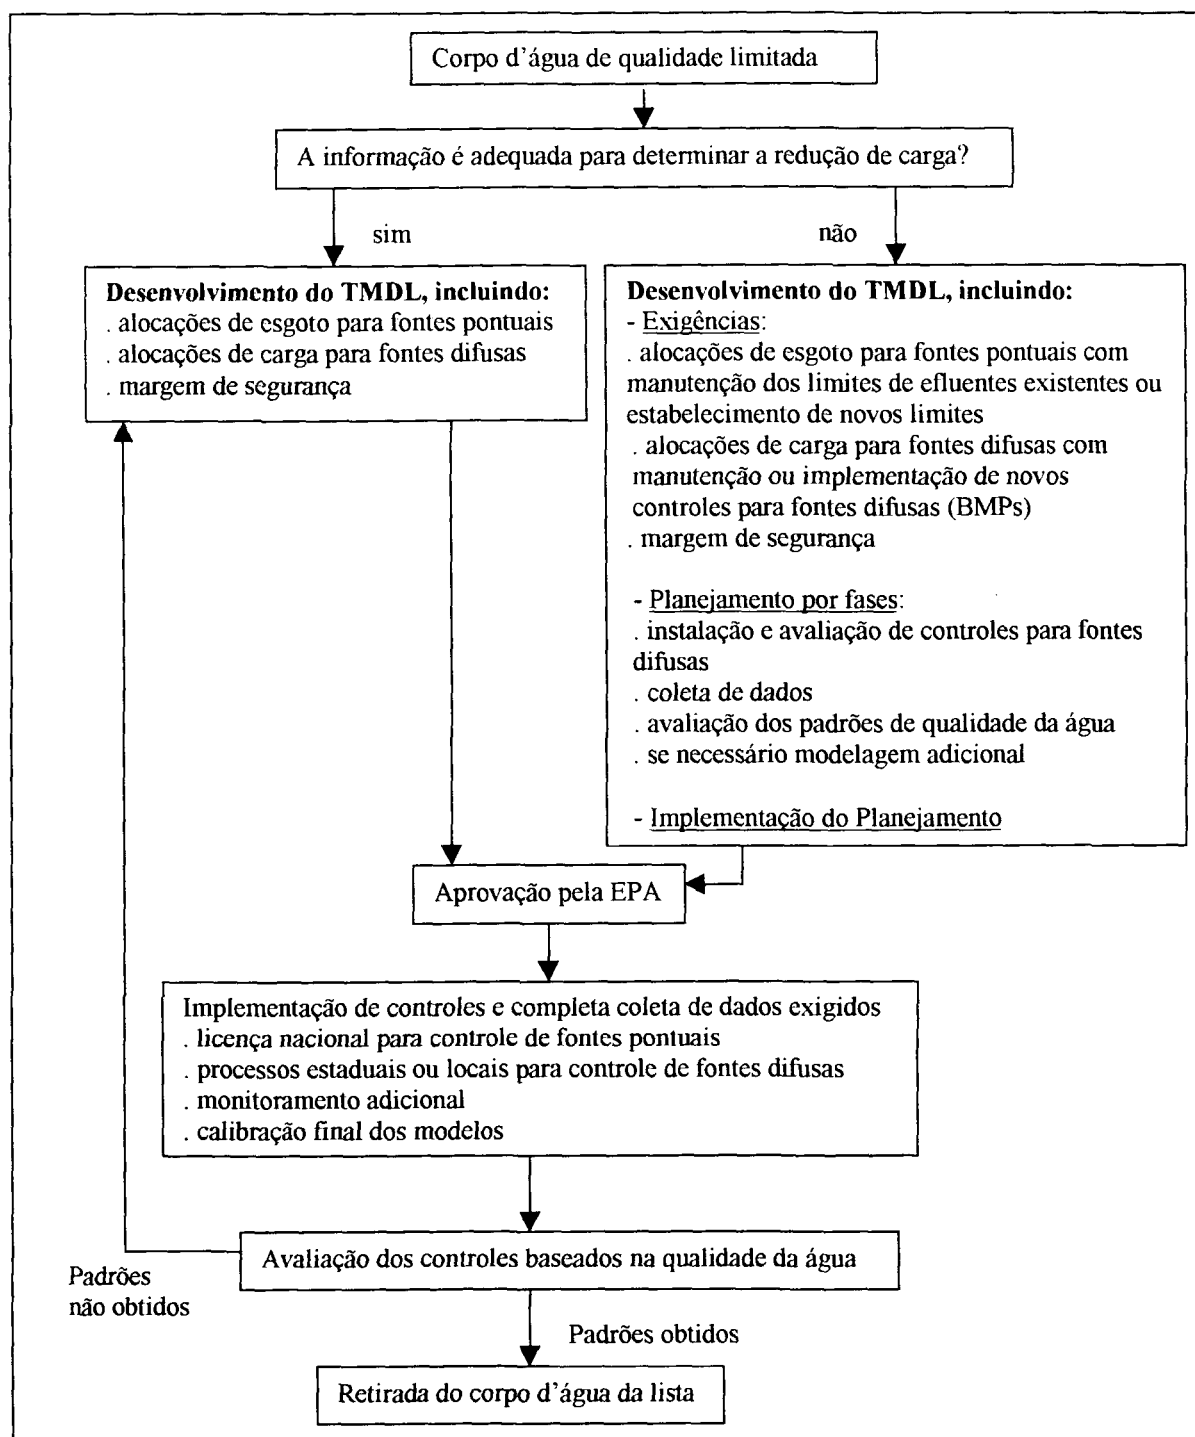 Corpo d'água de qualidade limitada
A informação é adequada para determinar a redução de carga?
sim
não
Desenvolvimento do TMDL, incluindo:
. alocações de esgoto para fontes pontuais
. alocações de carga para fontes difusas
. margem de segurança
Desenvolvimento do TMDL, incluindo:
- Exigências:
. alocações de esgoto para fontes pontuais com
manutenção dos limites de efluentes existentes ou
estabelecimento de novos limites
. alocações de carga para fontes difusas com
manutenção ou implementação de novos
controles para fontes difusas (BMPs)
. margem de segurança
- Planejamento por fases:
. instalação e avaliação de controles para fontes
difusas
. coleta de dados
. avaliação dos padrões de qualidade da água
. se necessário modelagem adicional
- Implementação do Planejamento
Aprovação pela EPA
Implementação de controles e completa coleta de dados exigidos
. licença nacional para controle de fontes pontuais
. processos estaduais ou locais para controle de fontes difusas
. monitoramento adicional
. calibração final dos modelos
Avaliação dos controles baseados na qualidade da água
Padrões
não obtidos
Padrões obtidos
Retirada do corpo d'água da lista